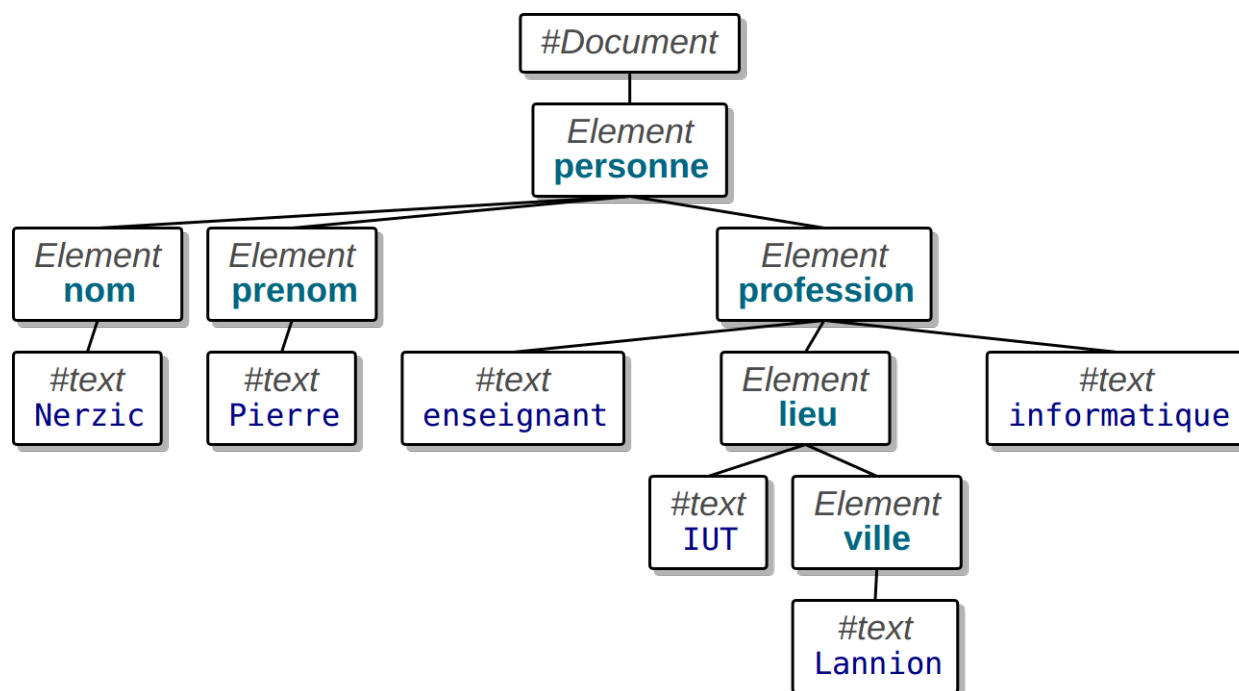 #Document
Element
personne
Element
nom
Element
prenom
Element
profession
#text
Nerzic
#text
Pierre
#text
enseignant
Element
lieu
#text
informatique
#text
IUT
Element
ville
#text
Lannion